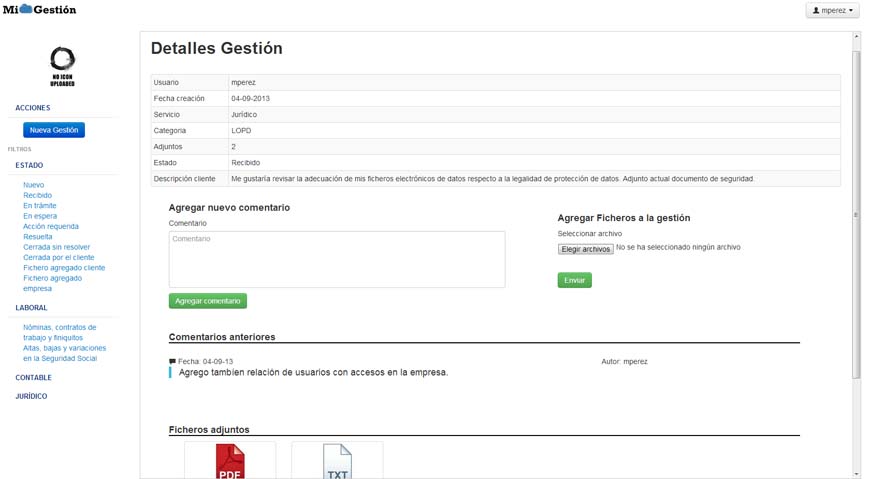 MiGestión
mperez
NO ICON
UPLOADED
Detalles Gestión
ACCIONES
Nueva Gestión
FILTROS
ESTADO
Nuevo
Recibido
En trámite
En espera
Acción requerida
Resuelta
Cerrada sin resolver
Cerrada por el cliente
Fichero agregado cliente
Fichero agregado
empresa
LABORAL
Nóminas, contratos de
trabajo y finiquitos
Altas, bajas y variaciones
en la Seguridad Social
CONTABLE
JURÍDICO
Usuario mperez
Fecha creación 04-09-2013
Servicio Jurídico
Categoria LOPD
Adjuntos 2
Estado Recibido
Descripción cliente Me gustaría revisar la adecuación de mis ficheros electrónicos de datos respecto a la legalidad de protección de datos. Adjunto actual documento de seguridad.
Agregar nuevo comentario
Comentario
Comentario
Agregar comentario
Agregar Ficheros a la gestión
Seleccionar archivo
Elegir archivos No se ha seleccionado ningún archivo
Enviar
Comentarios anteriores
Fecha: 04-09-13 Autor: mperez
Agrego tambien relación de usuarios con accesos en la empresa.
Ficheros adjuntos
PDF
TXT